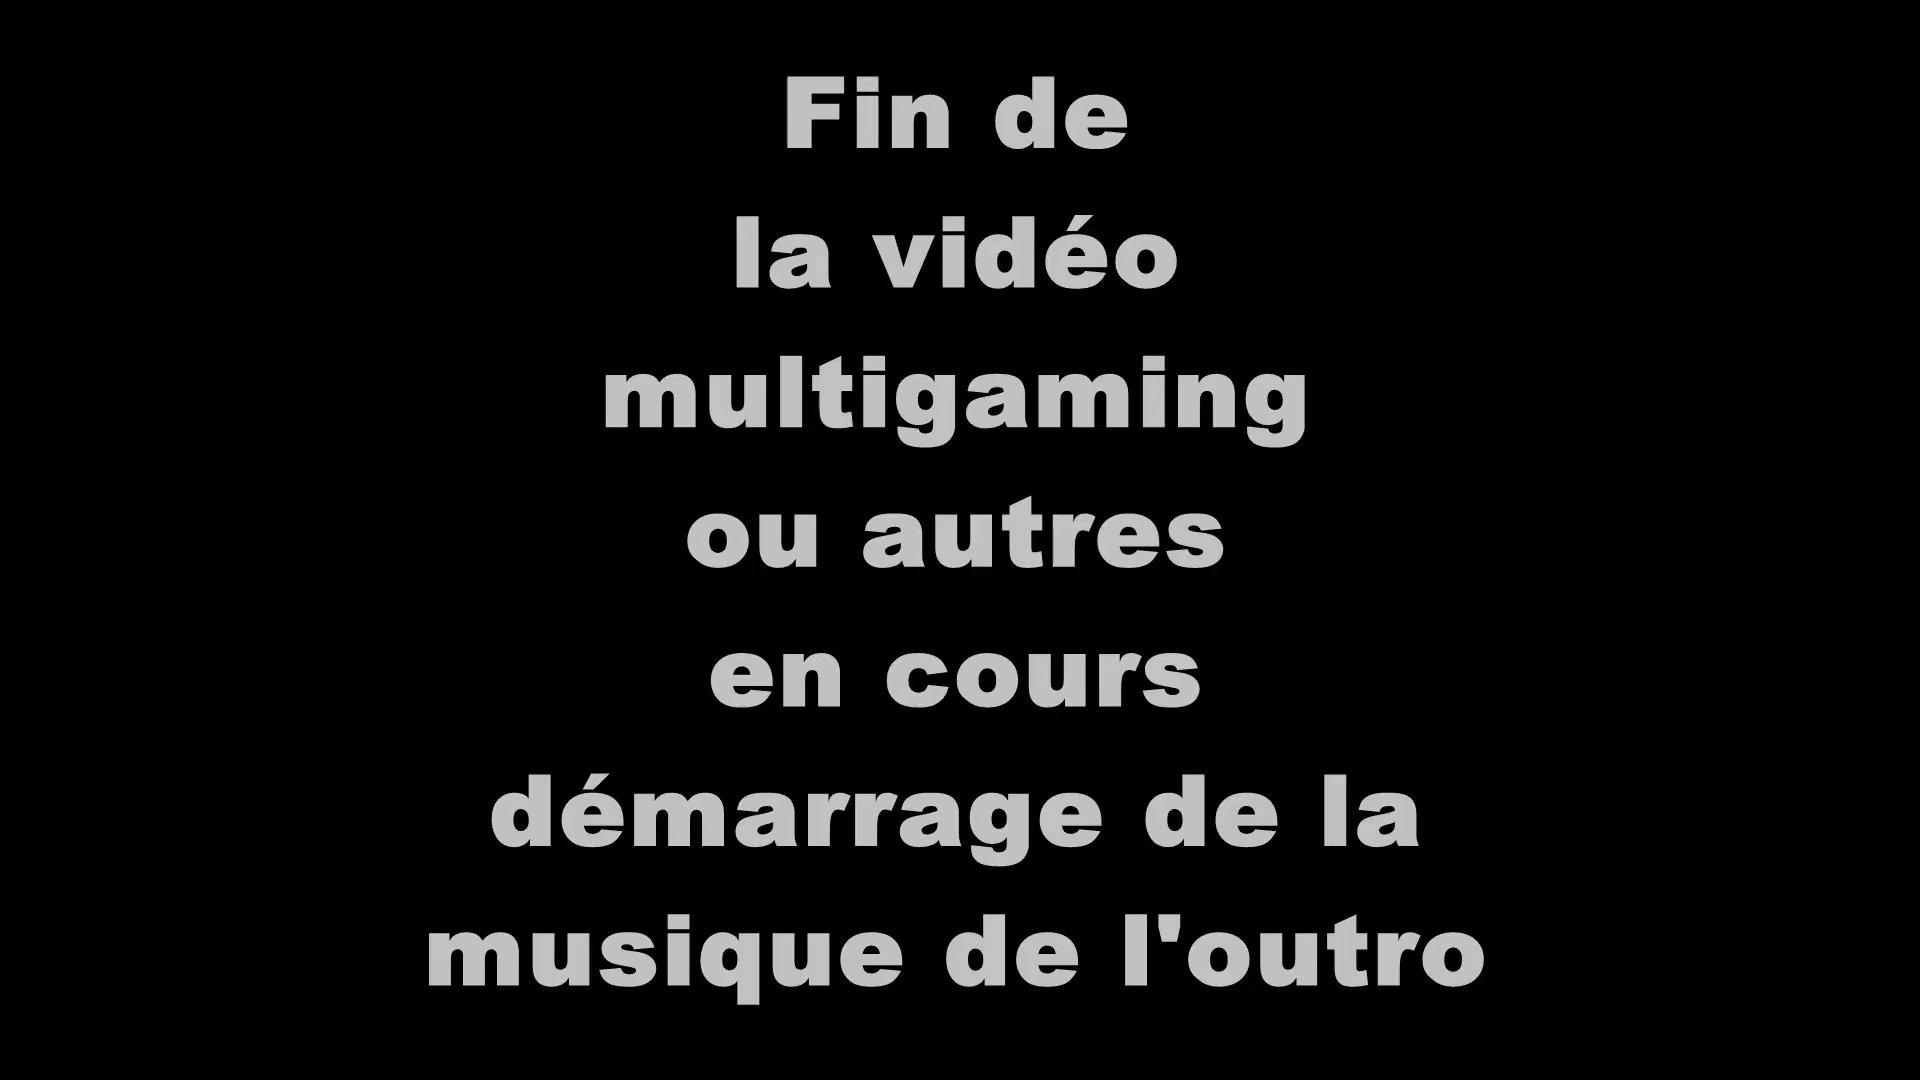 Fin de
la vidéo
multigaming
ou autres
en cours
démarrage de la
musique de l'outro